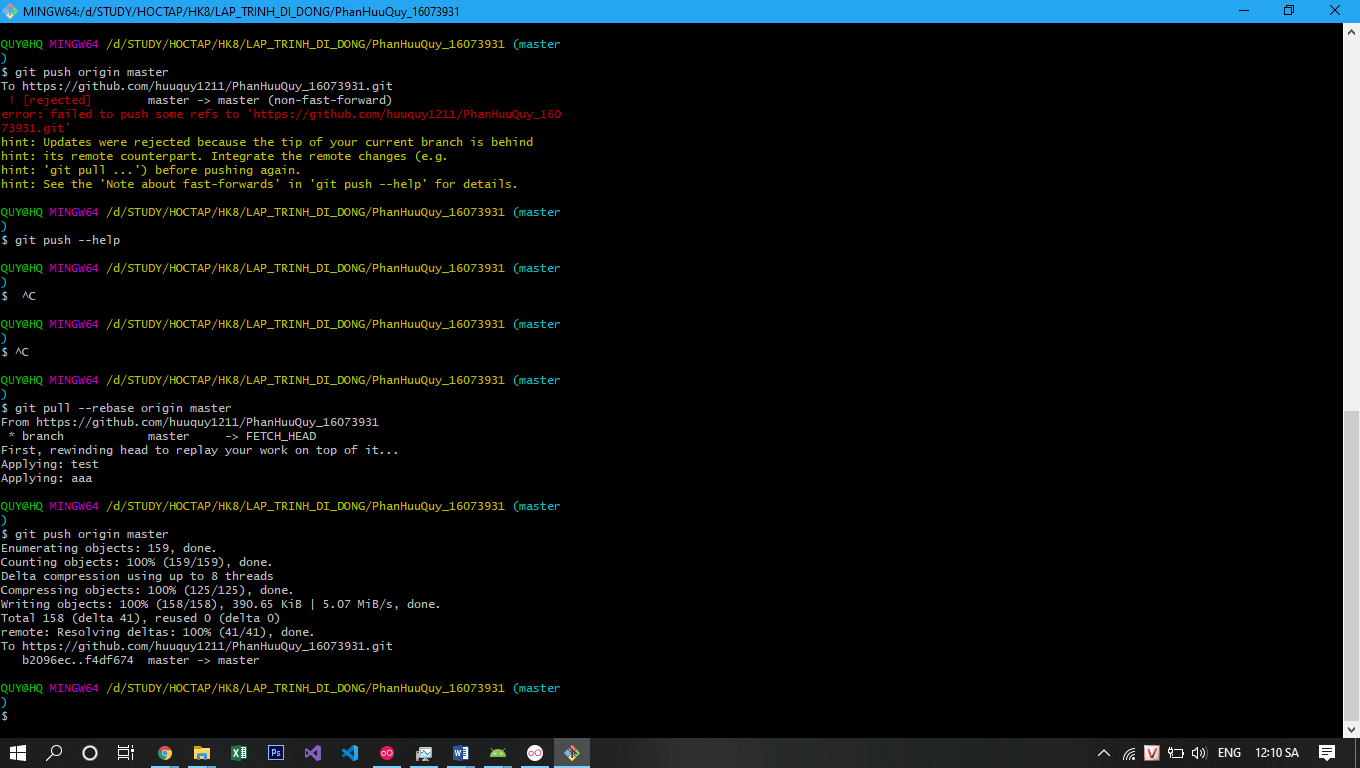 MINGW64:/d/STUDY/HOCTAP/HK8/LAP_TRINH_DI_DONG/PhanHuuQuy_16073931
QUY@HQ MINGW64 /d/STUDY/HOCTAP/HK8/LAP_TRINH_DI_DONG/PhanHuuQuy_16073931 (master
)
$ git push origin master
To https://github.com/huuquy1211/PhanHuuQuy_16073931.git
 ! [rejected]        master -> master (non-fast-forward)
error: failed to push some refs to 'https://github.com/huuquy1211/PhanHuuQuy_160
73931.git'
hint: Updates were rejected because the tip of your current branch is behind
hint: its remote counterpart. Integrate the remote changes (e.g.
hint: 'git pull ...') before pushing again.
hint: See the 'Note about fast-forwards' in 'git push --help' for details.
QUY@HQ MINGW64 /d/STUDY/HOCTAP/HK8/LAP_TRINH_DI_DONG/PhanHuuQuy_16073931 (master
)
$ git push --help
QUY@HQ MINGW64 /d/STUDY/HOCTAP/HK8/LAP_TRINH_DI_DONG/PhanHuuQuy_16073931 (master
)
$  ^C
QUY@HQ MINGW64 /d/STUDY/HOCTAP/HK8/LAP_TRINH_DI_DONG/PhanHuuQuy_16073931 (master
)
$ ^C
QUY@HQ MINGW64 /d/STUDY/HOCTAP/HK8/LAP_TRINH_DI_DONG/PhanHuuQuy_16073931 (master
)
$ git pull --rebase origin master
From https://github.com/huuquy1211/PhanHuuQuy_16073931
 * branch            master     -> FETCH_HEAD
First, rewinding head to replay your work on top of it...
Applying: test
Applying: aaa
QUY@HQ MINGW64 /d/STUDY/HOCTAP/HK8/LAP_TRINH_DI_DONG/PhanHuuQuy_16073931 (master
)
$ git push origin master
Enumerating objects: 159, done.
Counting objects: 100% (159/159), done.
Delta compression using up to 8 threads
Compressing objects: 100% (125/125), done.
Writing objects: 100% (158/158), 390.65 KiB | 5.07 MiB/s, done.
Total 158 (delta 41), reused 0 (delta 0)
remote: Resolving deltas: 100% (41/41), done.
To https://github.com/huuquy1211/PhanHuuQuy_16073931.git
   b2096ec..f4df674  master -> master
QUY@HQ MINGW64 /d/STUDY/HOCTAP/HK8/LAP_TRINH_DI_DONG/PhanHuuQuy_16073931 (master
)
$
Ps
V
ENG
12:10 SA